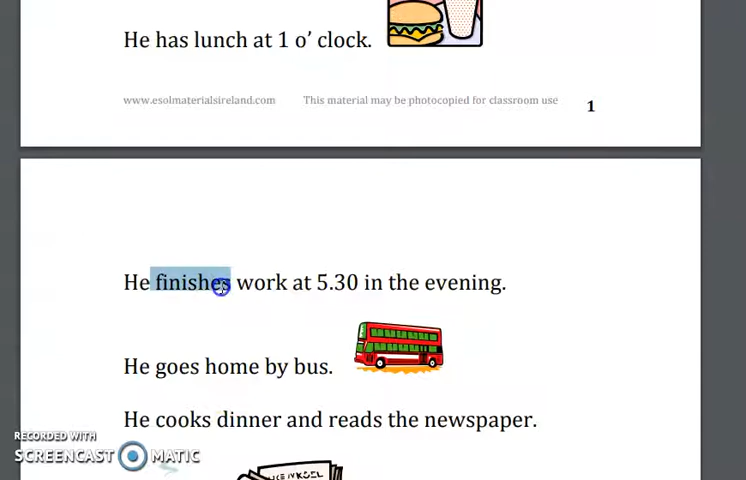 He has lunch at 1 o’ clock.
www.esolmaterialsireland.com This material may be photocopied for classroom use 1
He finishes work at 5.30 in the evening.
He goes home by bus.
He cooks dinner and reads the newspaper.
RECORDED WITH
SCREENCAST MATIC